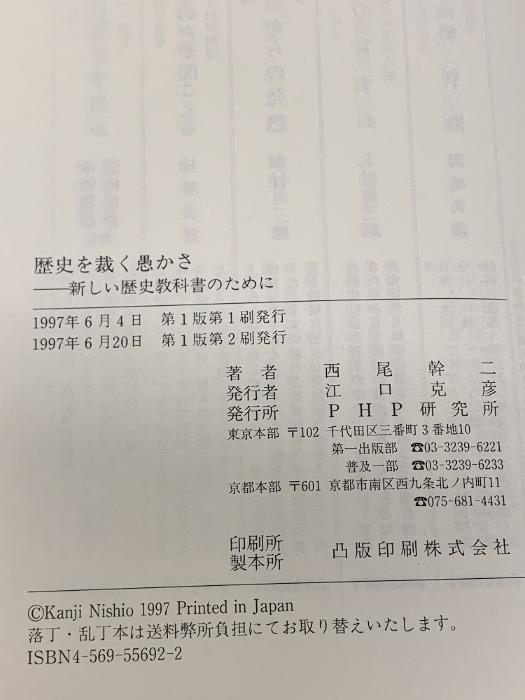 歴史を裁く愚かさ
――新しい歴史教科書のために
1997年6月4日 第1版第1刷発行
1997年6月20日 第1版第2刷発行
著者 西尾幹二
発行者 江口克彦
発行所 PHP研究所
東京本部 〒102 千代田区三番町3番地10
第一出版部 ☎03-3239-6221
普及一部 ☎03-3239-6233
京都本部 〒601 京都市南区西九条北ノ内町11
☎075-681-4431
印刷所
製本所 凸版印刷株式会社
©Kanji Nishio 1997 Printed in Japan
落丁・乱丁本は送料弊所負担にてお取り替えいたします。
ISBN4-569-55692-2